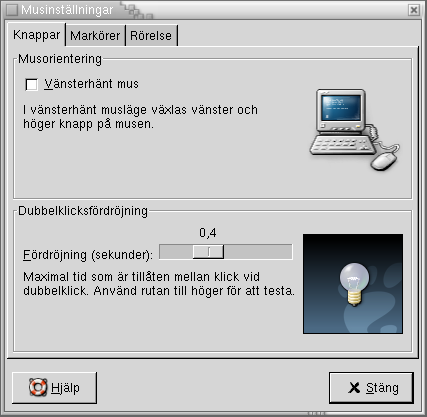 Musinställningar
Knappar Markörer Rörelse
Musorientering
Vänsterhänt mus
I vänsterhänt musläge växlas vänster och
höger knapp på musen.
Dubbelklicksfördröjning
0,4
Fördröjning (sekunder):
Maximal tid som är tillåten mellan klick vid
dubbelklick. Använd rutan till höger för att testa.
Hjälp Stäng